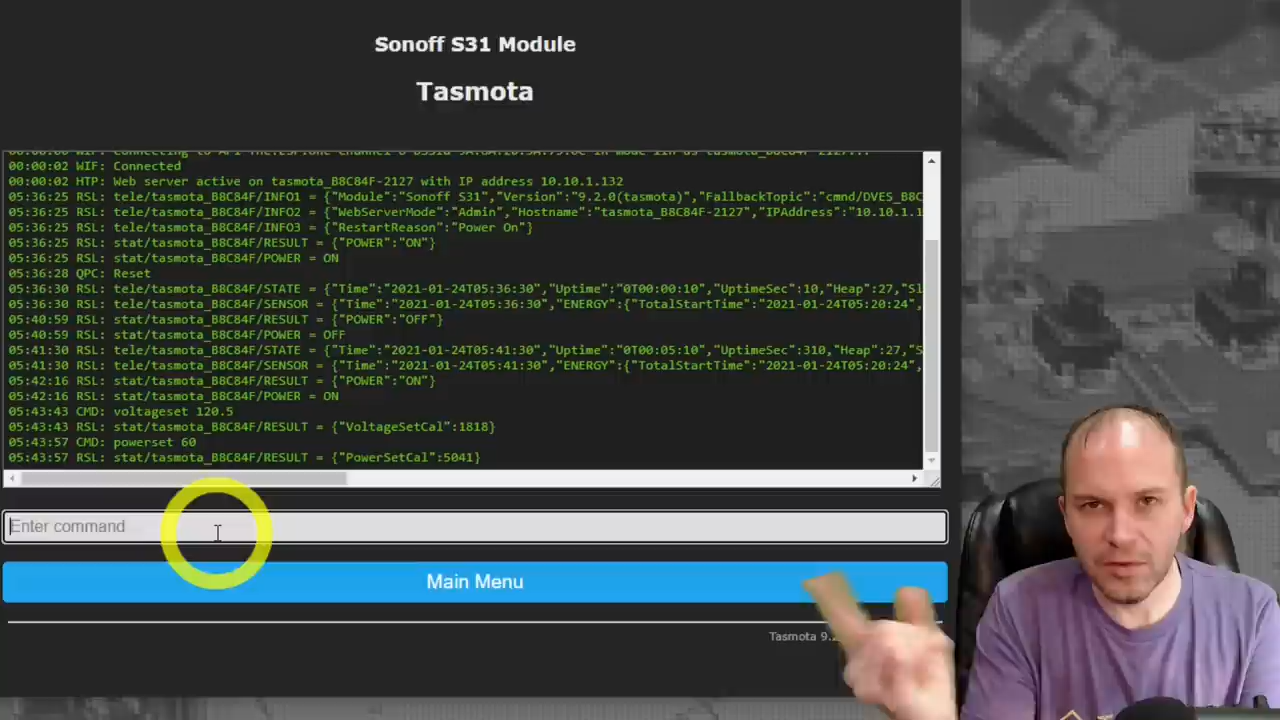 Sonoff S31 Module
Tasmota
00:00:02 WIF: Connected
00:00:02 HTP: Web server active on tasmota_B8C84F-2127 with IP address 10.10.1.132
05:36:25 RSL: tele/tasmota_B8C84F/INFO1 = {"Module":"Sonoff S31","Version":"9.2.0(tasmota)","FallbackTopic":"cmnd/DVES_B8C
05:36:25 RSL: tele/tasmota_B8C84F/INFO2 = {"WebServerMode":"Admin","Hostname":"tasmota_B8C84F-2127","IPAddress":"10.10.1.1
05:36:25 RSL: tele/tasmota_B8C84F/INFO3 = {"RestartReason":"Power On"}
05:36:25 RSL: stat/tasmota_B8C84F/RESULT = {"POWER":"ON"}
05:36:25 RSL: stat/tasmota_B8C84F/POWER = ON
05:36:28 QPC: Reset
05:36:30 RSL: tele/tasmota_B8C84F/STATE = {"Time":"2021-01-24T05:36:30","Uptime":"0T00:00:10","UptimeSec":10,"Heap":27,"Sl
05:36:30 RSL: tele/tasmota_B8C84F/SENSOR = {"Time":"2021-01-24T05:36:30","ENERGY":{"TotalStartTime":"2021-01-24T05:20:24",
05:40:59 RSL: stat/tasmota_B8C84F/RESULT = {"POWER":"OFF"}
05:40:59 RSL: stat/tasmota_B8C84F/POWER = OFF
05:41:30 RSL: tele/tasmota_B8C84F/STATE = {"Time":"2021-01-24T05:41:30","Uptime":"0T00:05:10","UptimeSec":310,"Heap":27,"S
05:41:30 RSL: tele/tasmota_B8C84F/SENSOR = {"Time":"2021-01-24T05:41:30","ENERGY":{"TotalStartTime":"2021-01-24T05:20:24",
05:42:16 RSL: stat/tasmota_B8C84F/RESULT = {"POWER":"ON"}
05:42:16 RSL: stat/tasmota_B8C84F/POWER = ON
05:43:43 CMD: voltageset 120.5
05:43:43 RSL: stat/tasmota_B8C84F/RESULT = {"VoltageSetCal":1818}
05:43:57 CMD: powerset 60
05:43:57 RSL: stat/tasmota_B8C84F/RESULT = {"PowerSetCal":5041}
Enter command
Main Menu
Tasmota 9.2